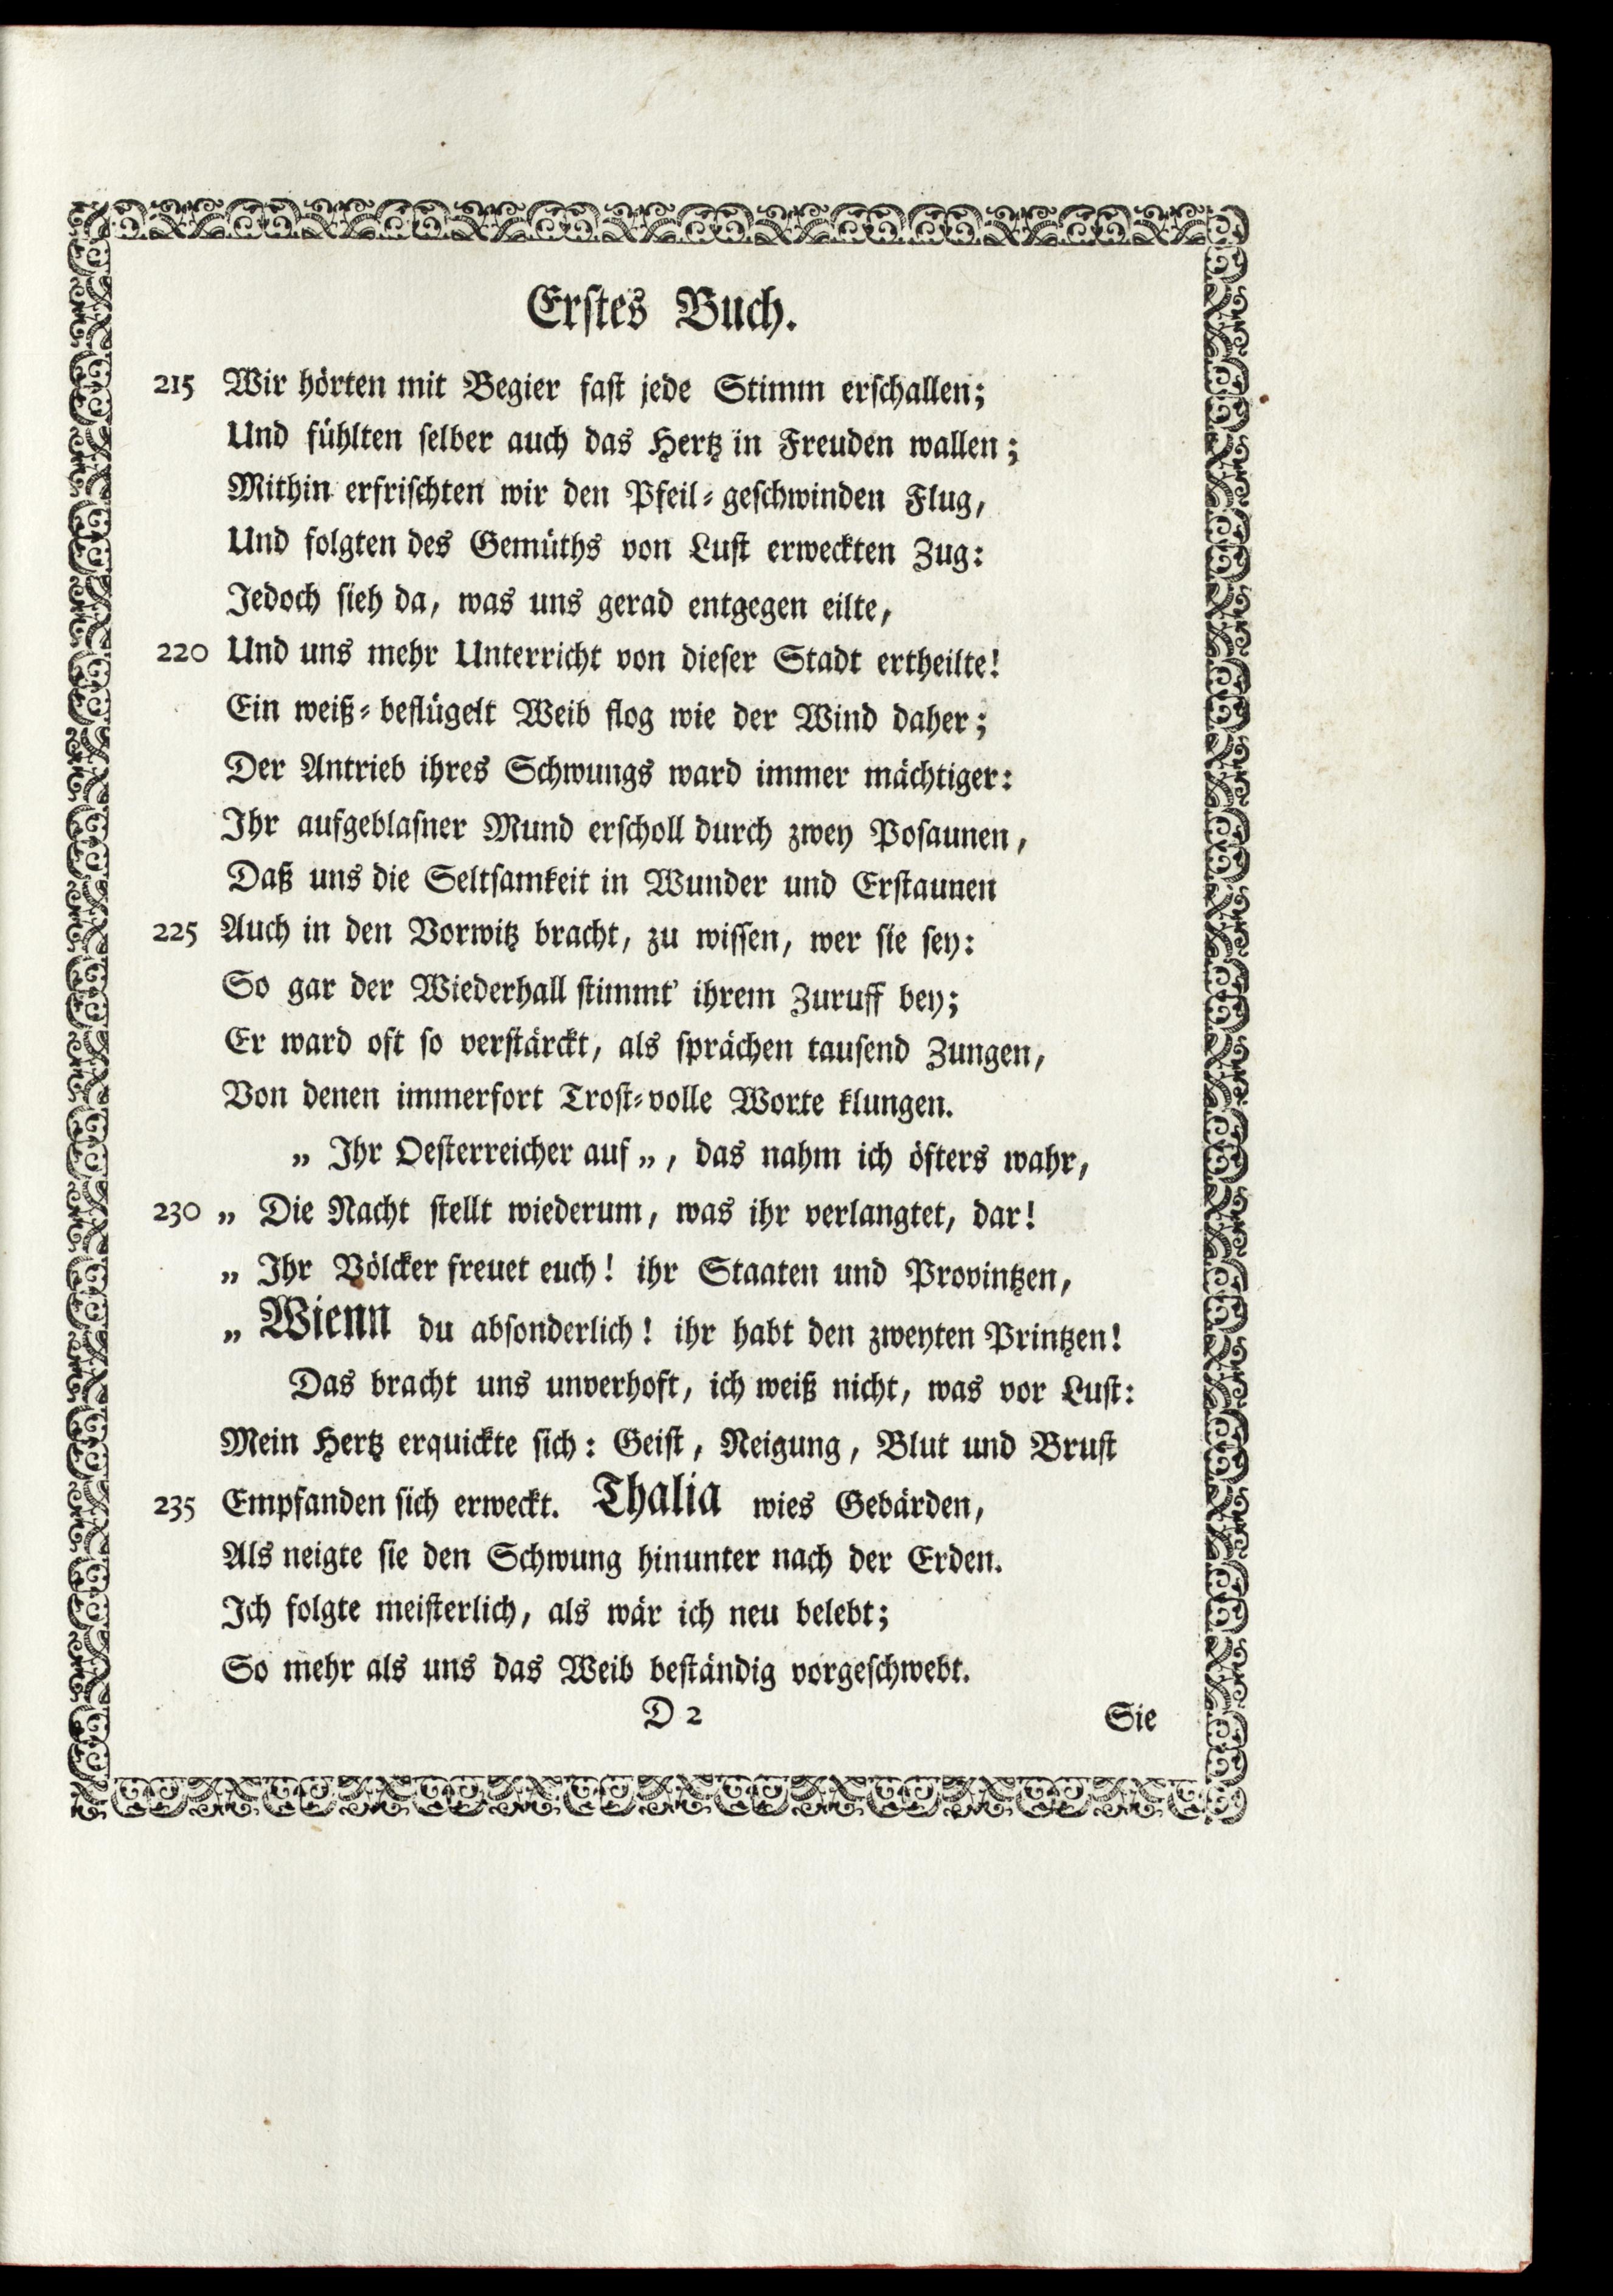 Erstes Buch.
215 Wir hörten mit Begier fast jede Stimm erschallen;
Und fühlten selber auch das Hertz in Freuden wallen;
Mithin erfrischten wir den Pfeil-geschwinden Flug,
Und folgten des Gemüths von Lust erweckten Zug:
Jedoch sieh da, was uns gerad entgegen eilte,
220 Und uns mehr Unterricht von dieser Stadt ertheilte!
Ein weiß-beflügelt Weib flog wie der Wind daher;
Der Antrieb ihres Schwungs ward immer mächtiger:
Ihr aufgeblasner Mund erscholl durch zwey Posaunen,
Daß uns die Seltsamkeit in Wunder und Erstaunen
225 Auch in den Vorwitz bracht, zu wissen, wer sie sey:
So gar der Wiederhall stimmt' ihrem Zuruff bey;
Er ward oft so verstärckt, als sprächen tausend Zungen,
Von denen immerfort Trost-volle Worte klungen.
„ Ihr Oesterreicher auf „, das nahm ich öfters wahr,
230 „ Die Nacht stellt wiederum, was ihr verlangtet, dar!
„ Ihr Völcker freuet euch! ihr Staaten und Provintzen,
„ Wienn du absonderlich! ihr habt den zweyten Printzen!
Das bracht uns unverhoft, ich weiß nicht, was vor Lust:
Mein Hertz erquickte sich: Geist, Neigung, Blut und Brust
235 Empfanden sich erweckt. Thalia wies Gebärden,
Als neigte sie den Schwung hinunter nach der Erden.
Ich folgte meisterlich, als wär ich neu belebt;
So mehr als uns das Weib beständig vorgeschwebt.
D 2 Sie